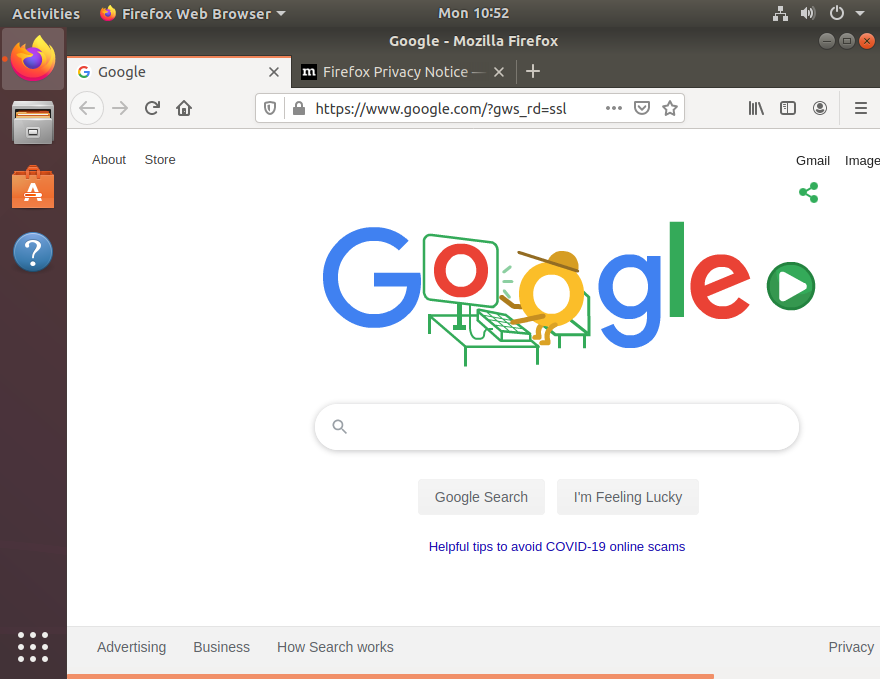 Activities Firefox Web Browser Mon 10:52
Google - Mozilla Firefox
Google m Firefox Privacy Notice —
https://www.google.com/?gws_rd=ssl
About Store Gmail Image
Google
Google Search I'm Feeling Lucky
Helpful tips to avoid COVID-19 online scams
Advertising Business How Search works Privacy